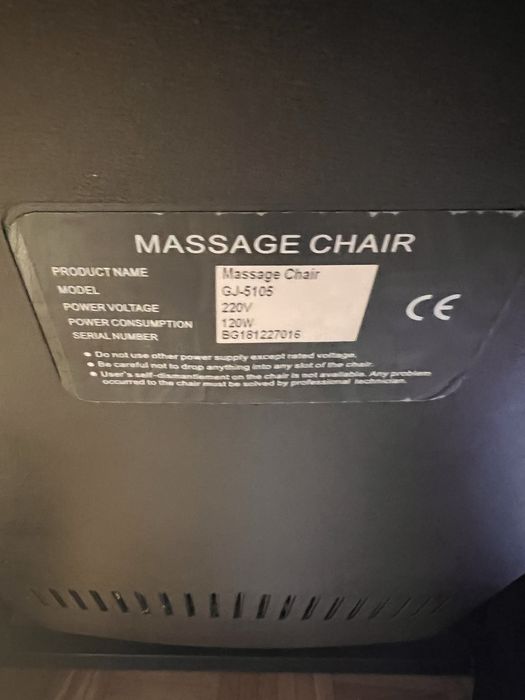 MASSAGE CHAIR
PRODUCT NAME Massage Chair
MODEL GJ-5105
POWER VOLTAGE 220V
POWER CONSUMPTION 120W
SERIAL NUMBER BG181227016
CE
• Do not use other power supply except rated voltage.
• Be careful not to drop anything into any slot of the chair.
• User's self-dismantlement on the chair is not available. Any problem
occurred to the chair must be solved by professional technician.